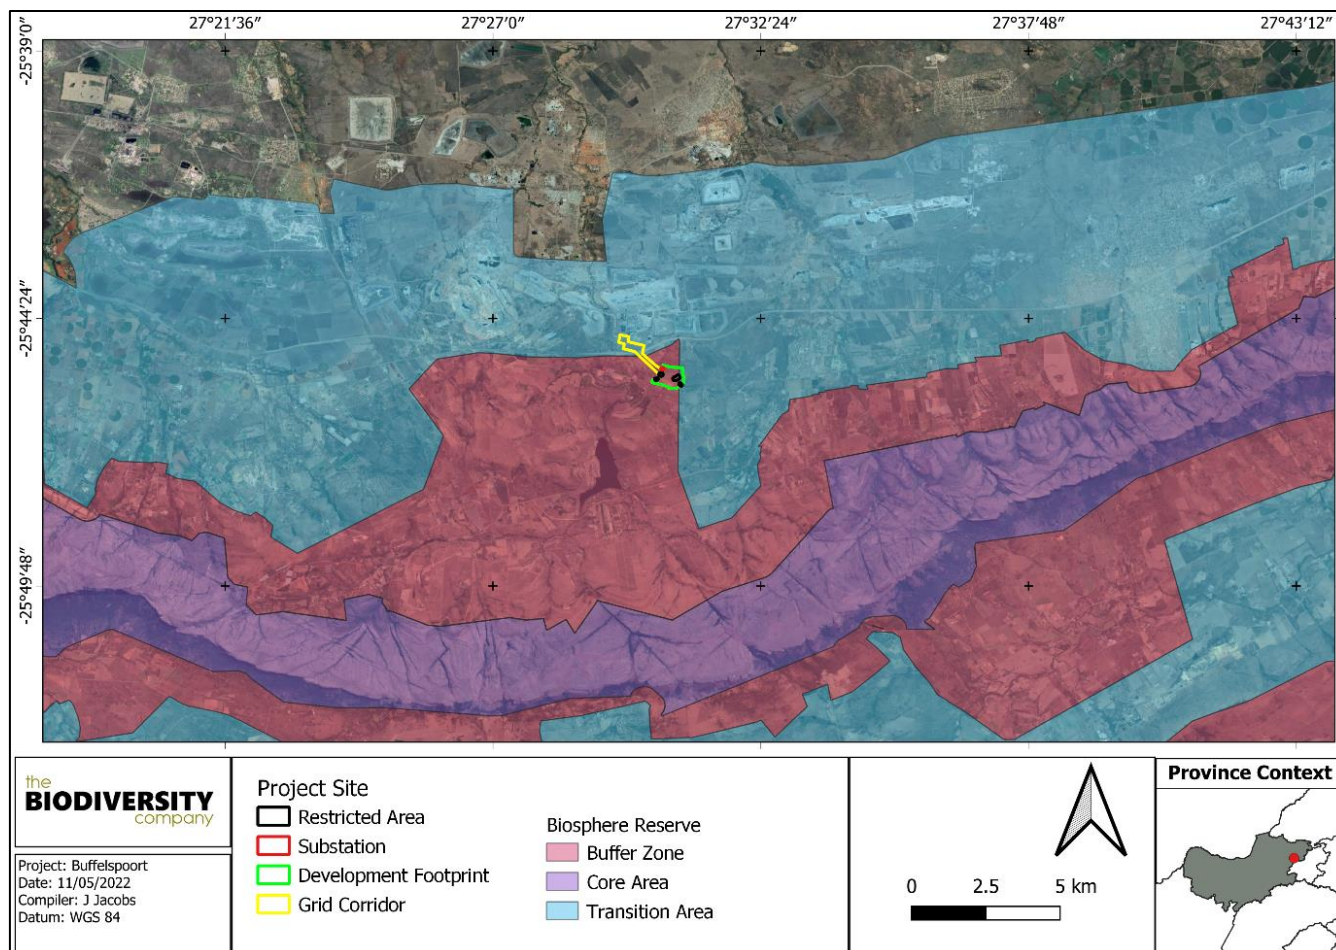 27°21′36″
27°27′0″
27°32′24″
27°37′48″
27°43′12″
-25°39′0″
-25°44′24″
-25°49′48″
the
BIODIVERSITY
company
Project: Buffelspoort
Date: 11/05/2022
Compiler: J Jacobs
Datum: WGS 84
Project Site
Restricted Area
Substation
Development Footprint
Grid Corridor
Biosphere Reserve
Buffer Zone
Core Area
Transition Area
0 2.5 5 km
Province Context